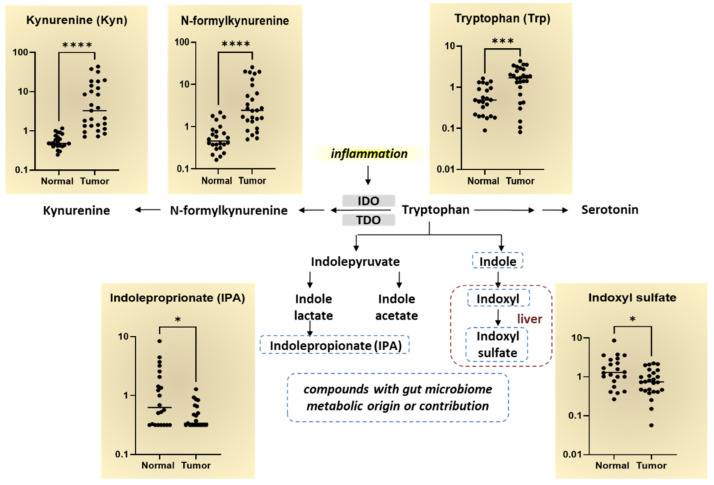 Kynurenine (Kyn)
****
100
10
1
0.1
Normal Tumor
N-formylkynurenine
****
100
10
1
0.1
Normal Tumor
Tryptophan (Trp)
***
10
1
0.1
0.01
Normal Tumor
inflammation
IDO
Kynurenine
N-formylkynurenine
Tryptophan
Serotonin
TDO
Indolepyruvate
Indole
Indole
lactate
Indole
acetate
Indoxyl
liver
Indolepropionate (IPA)
Indoxyl
sulfate
compounds with gut microbiome
metabolic origin or contribution
Indoleproprionate (IPA)
*
10
1
0.1
Normal Tumor
Indoxyl sulfate
*
10
1
0.1
0.01
Normal Tumor